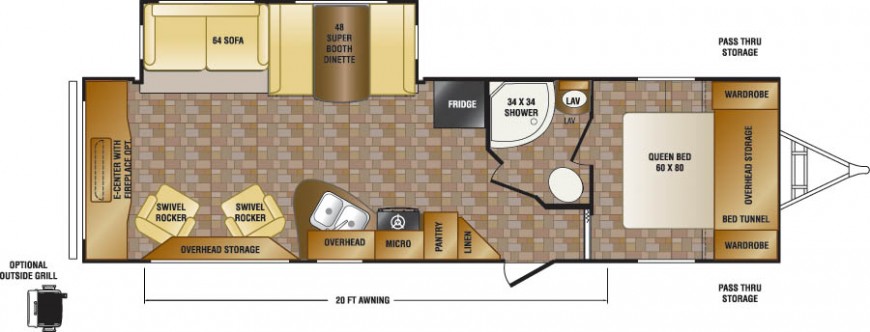 64 SOFA
48
SUPER
BOOTH
DINETTE
PASS THRU
STORAGE
FRIDGE
34 X 34
SHOWER
LAV
LAV
WARDROBE
E-CENTER WITH
FIREPLACE OPT.
QUEEN BED
60 X 80
OVERHEAD STORAGE
BED TUNNEL
SWIVEL
ROCKER
SWIVEL
ROCKER
OVERHEAD STORAGE
OVERHEAD
MICRO
PANTRY
LINEN
WARDROBE
OPTIONAL
OUTSIDE GRILL
20 FT AWNING
PASS THRU
STORAGE